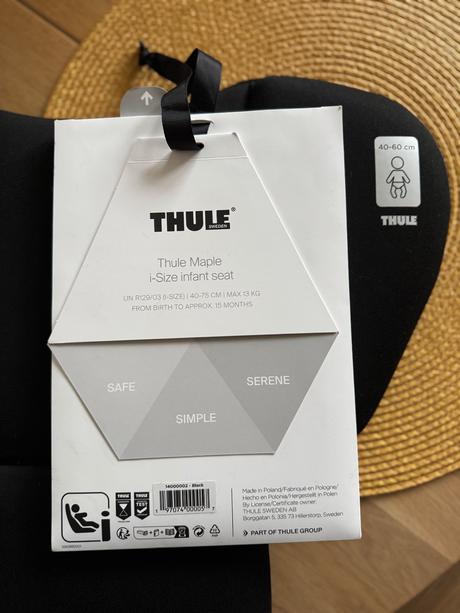 40-60 cm
THULE
THULE®
SWEDEN
Thule Maple
i-Size infant seat
UN R129/03 (I-SIZE) | 40-75 CM | MAX 13 KG
FROM BIRTH TO APPROX. 15 MONTHS
SAFE
SERENE
SIMPLE
14000002 - Black
Made in Poland/Fabriqué en Pologne/
Hecho en Polonia/Hergestellt in Polen
By License/Certificate owner:
THULE SWEDEN AB
Borggatan 5, 335 73 Hillerstorp, Sweden
PART OF THULE GROUP
THULE
THULE
TEST
i